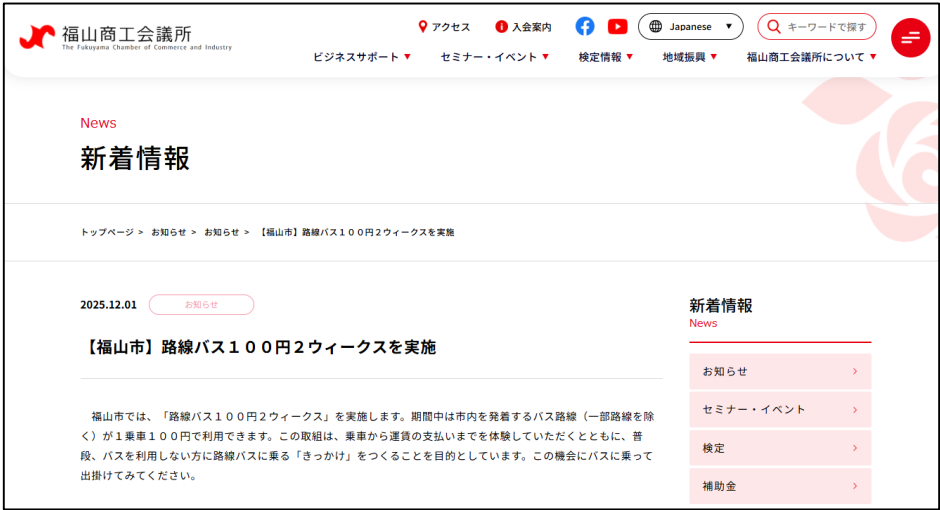 福山商工会議所
The Fukuyama Chamber of Commerce and Industry
アクセス
入会案内
Japanese
キーワードで探す
ビジネスサポート
セミナー・イベント
検定情報
地域振興
福山商工会議所について
News
新着情報
トップページ > お知らせ > お知らせ > 【福山市】路線バス１００円２ウィークスを実施
2025.12.01
お知らせ
【福山市】路線バス１００円２ウィークスを実施
福山市では、「路線バス１００円２ウィークス」を実施します。期間中は市内を発着するバス路線（一部路線を除
く）が１乗車１００円で利用できます。この取組は、乗車から運賃の支払いまでを体験していただくとともに、普
段、バスを利用しない方に路線バスに乗る「きっかけ」をつくることを目的としています。この機会にバスに乗って
出掛けてみてください。
新着情報
News
お知らせ
セミナー・イベント
検定
補助金